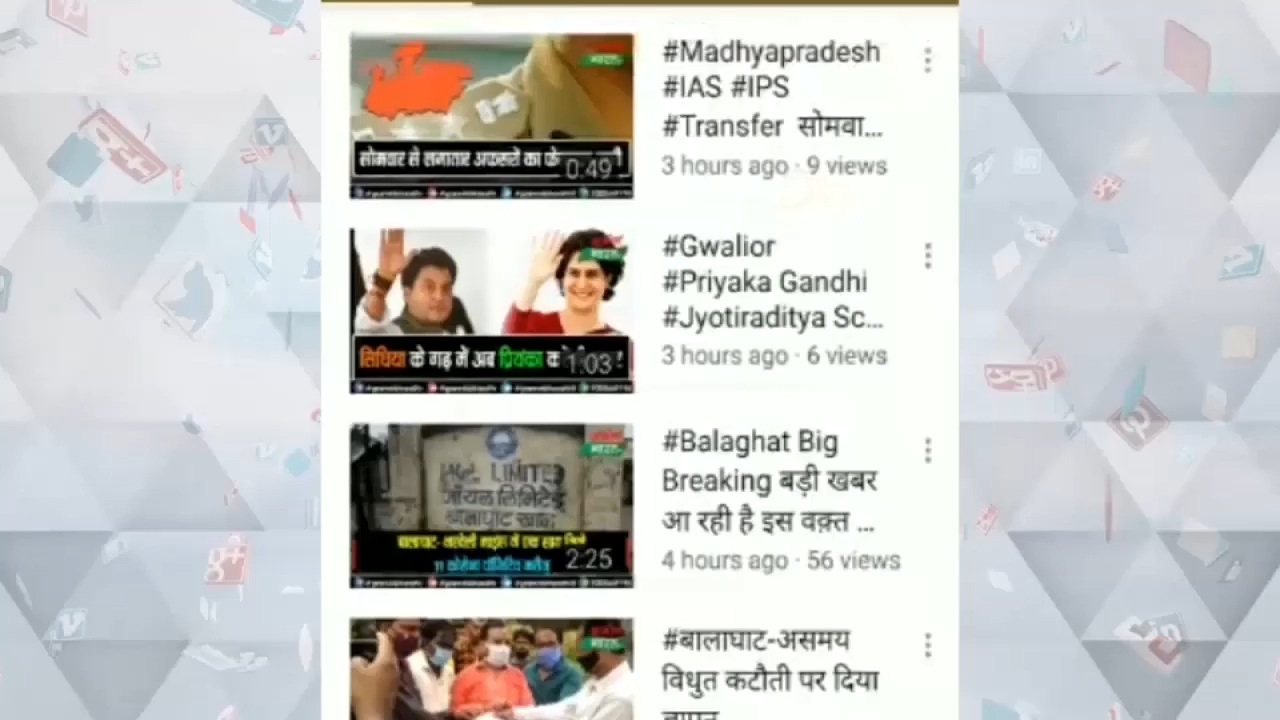 #Madhyapradesh
#IAS #IPS
#Transfer सोमवा...
3 hours ago · 9 views
सोमवार से लगातार अफसरों का
0:49
#Gwalior
#Priyaka Gandhi
#Jyotiraditya Sc...
3 hours ago · 6 views
सिंधिया के गढ़ में अब प्रियंका
1:03
#Balaghat Big
Breaking बड़ी खबर
आ रही है इस वक़्त ...
4 hours ago · 56 views
LIMITED
लिमिटेड
2:25
11 कोरोना पॉजिटिव मरीज
#बालाघाट-असमय
विधुत कटौती पर दिया